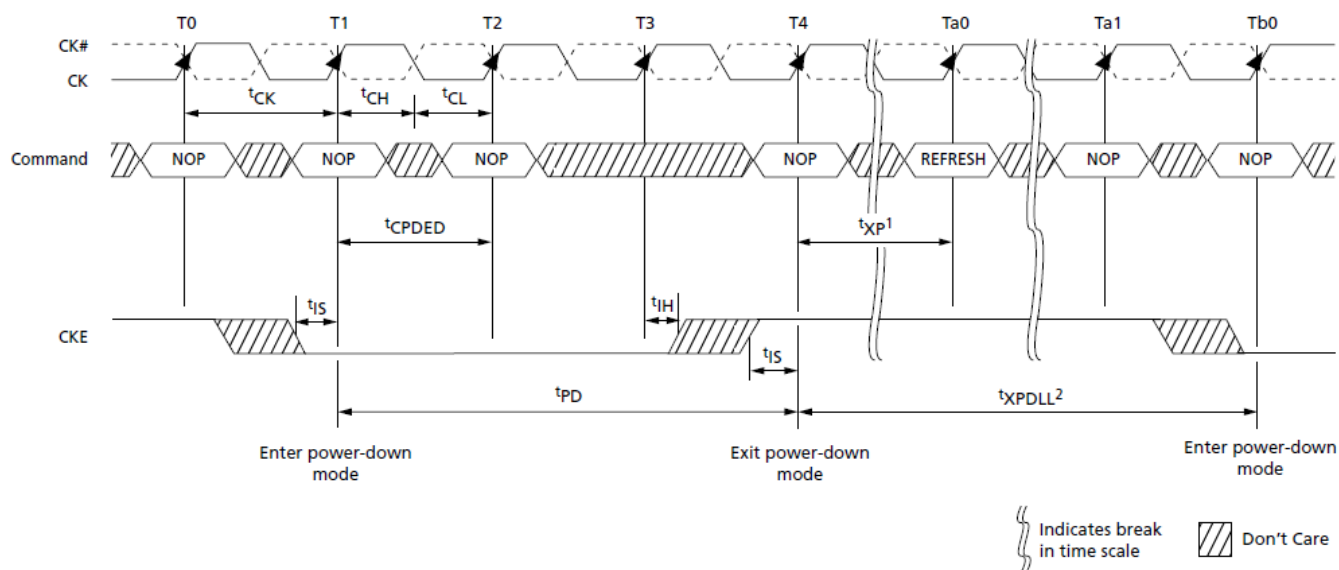 T0 T1 T2 T3 T4 Ta0 Ta1 Tb0
CK#
CK
tCK tCH tCL
Command NOP NOP NOP NOP REFRESH NOP NOP
tCPDED tXP1
tIS tIH
CKE
tIS
tPD tXPDLL2
Enter power-down
mode
Exit power-down
mode
Enter power-down
mode
Indicates break
in time scale
Don't Care